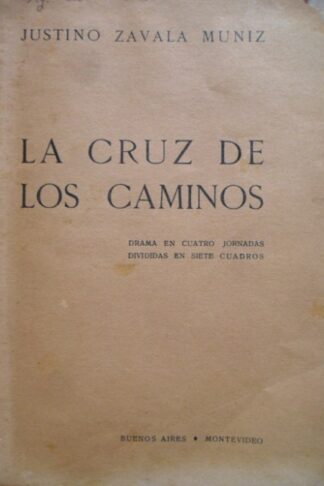 JUSTINO ZAVALA MUNIZ
LA CRUZ DE
LOS CAMINOS
DRAMA EN CUATRO JORNADAS
DIVIDIDAS EN SIETE CUADROS
BUENOS AIRES • MONTEVIDEO